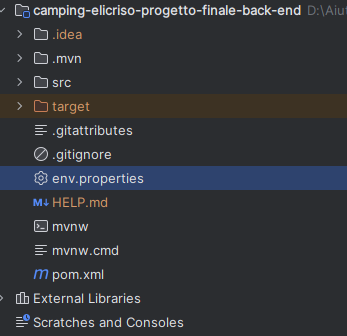 camping-elicriso-progetto-finale-back-end D:\Aiut
.idea
.mvn
src
target
.gitattributes
.gitignore
env.properties
M↓ HELP.md
mvnw
mvnw.cmd
m pom.xml
External Libraries
Scratches and Consoles